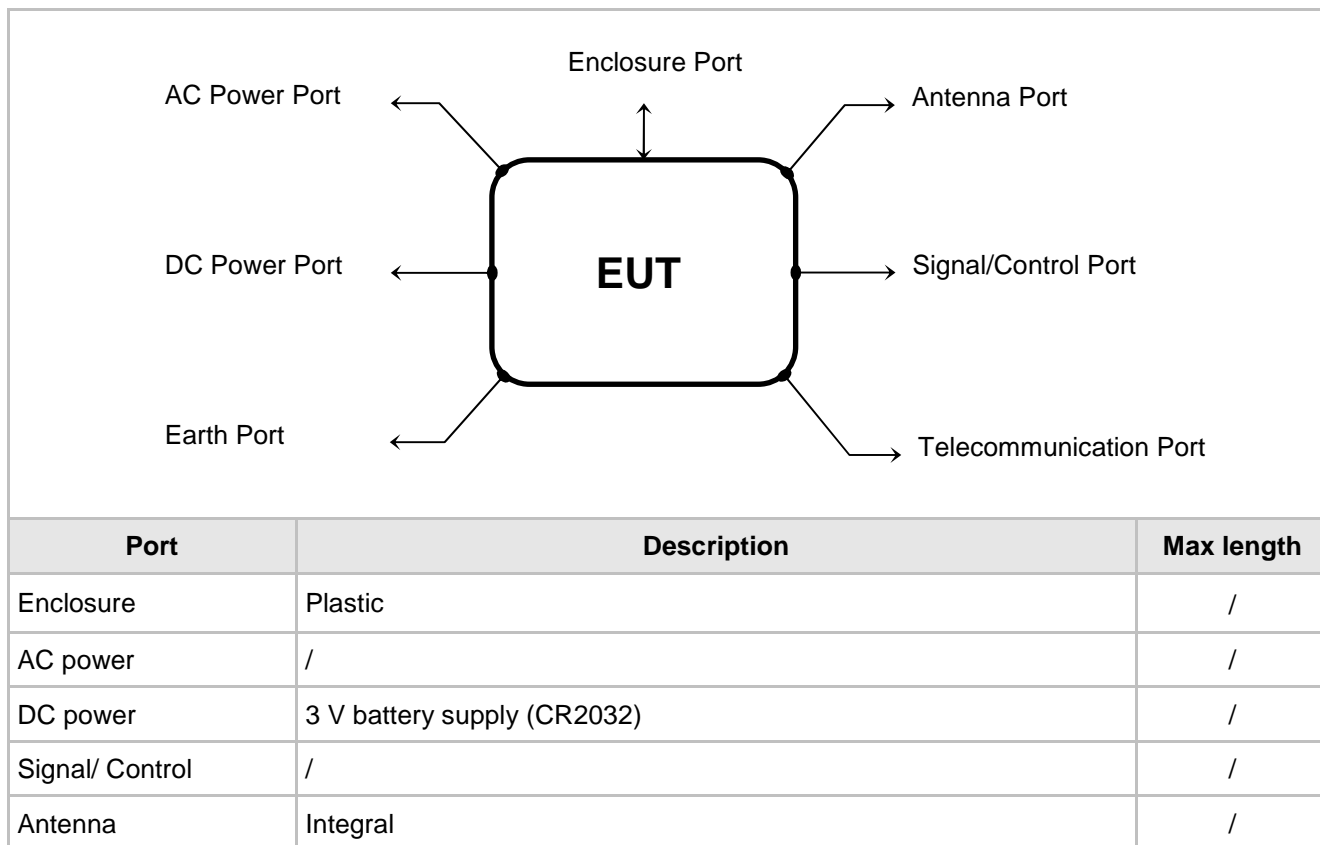 Enclosure Port
AC Power Port
Antenna Port
DC Power Port
EUT
Signal/Control Port
Earth Port
Telecommunication Port
Port Description Max length
Enclosure Plastic /
AC power / /
DC power 3 V battery supply (CR2032) /
Signal/ Control / /
Antenna Integral /